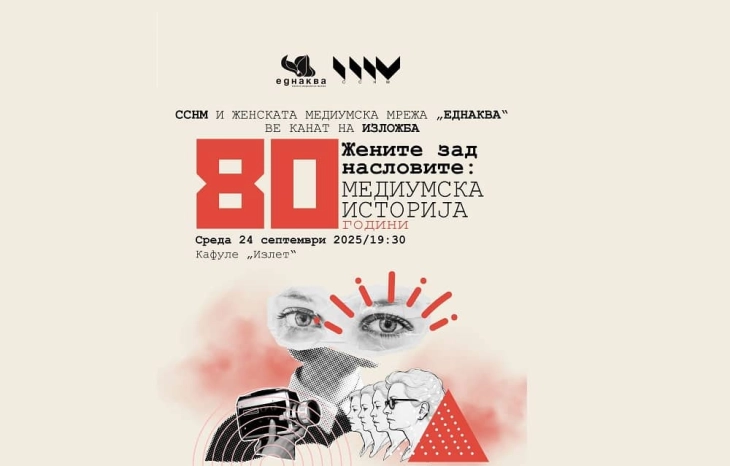 еднаква
ССНМ
ССНМ И ЖЕНСКАТА МЕДИУМСКА МРЕЖА „ЕДНАКВА“
ВЕ КАНАТ НА ИЗЛОЖБА
80
Жените зад
насловите:
МЕДИУМСКА
ИСТОРИЈА
ГОДИНИ
Среда 24 септември 2025/19:30
Кафуле „Излет“